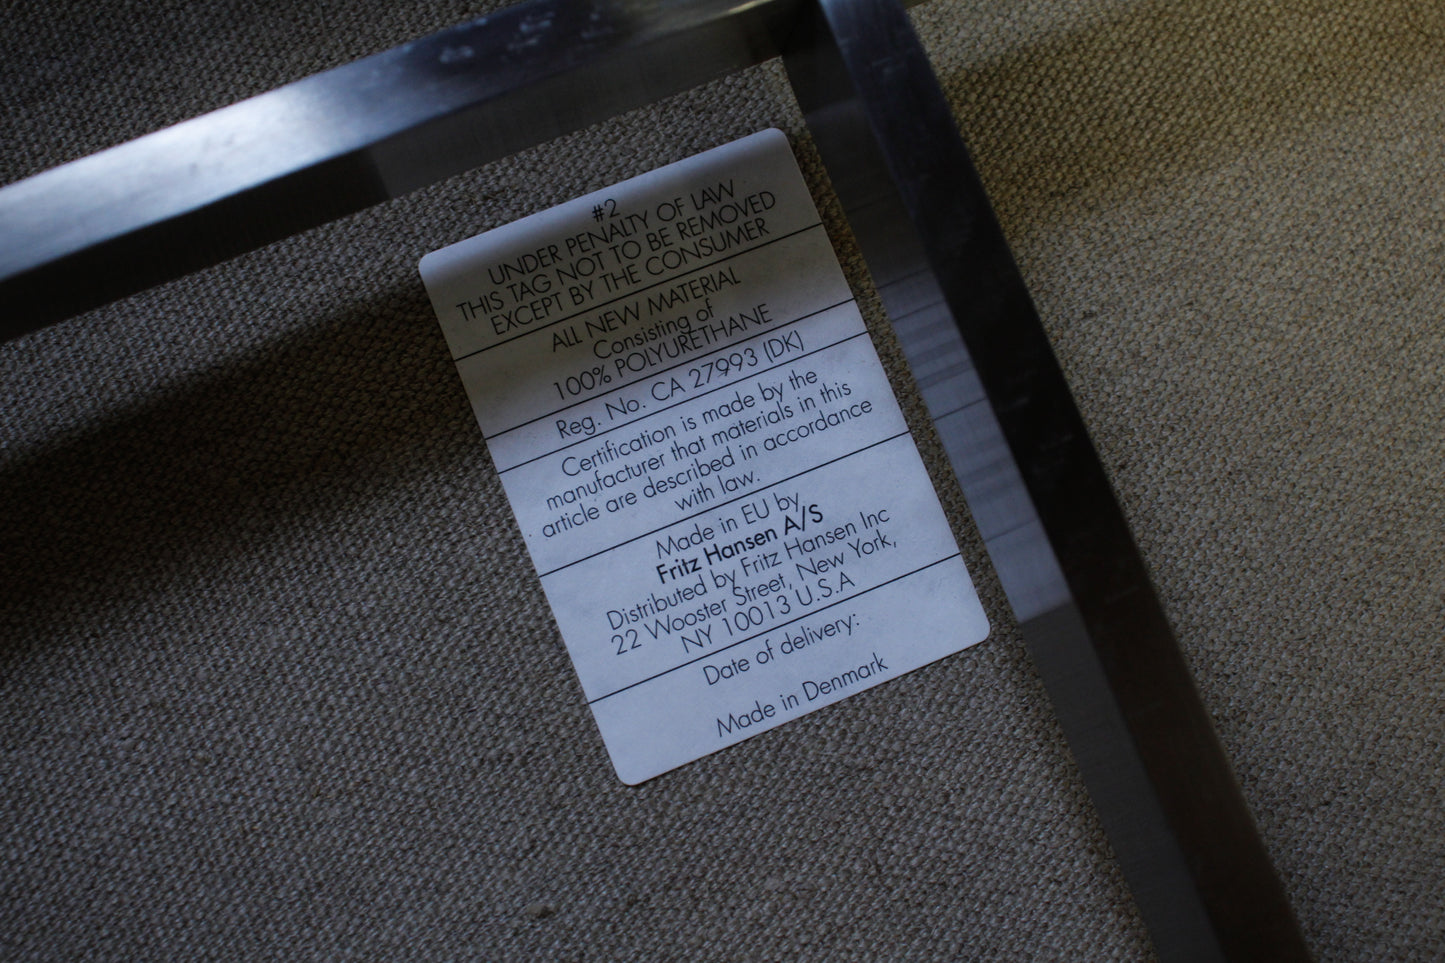 #2
UNDER PENALTY OF LAW
THIS TAG NOT TO BE REMOVED
EXCEPT BY THE CONSUMER
ALL NEW MATERIAL
Consisting of
100% POLYURETHANE
Reg. No. CA 27993 (DK)
Certification is made by the
manufacturer that materials in this
article are described in accordance
with law.
Made in EU by
Fritz Hansen A/S
Distributed by Fritz Hansen Inc
22 Wooster Street, New York,
NY 10013 U.S.A
Date of delivery:
Made in Denmark